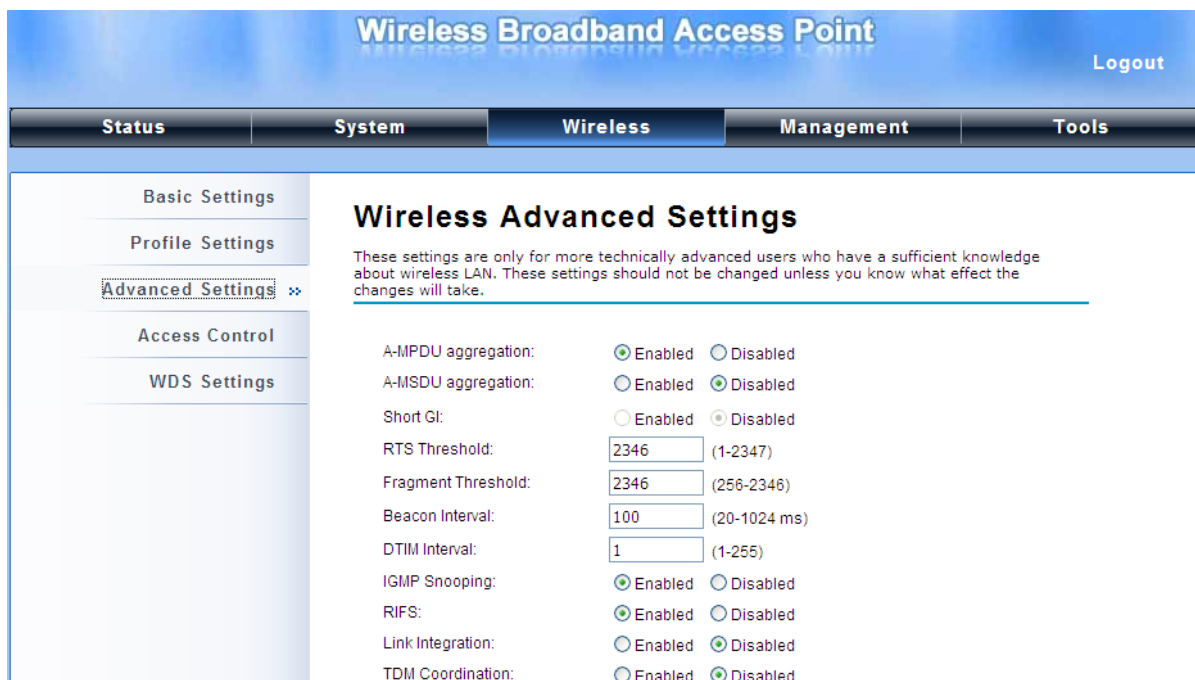 Wireless Broadband Access Point
Logout
Status System Wireless Management Tools
Basic Settings
Profile Settings
Advanced Settings »
Access Control
WDS Settings
Wireless Advanced Settings
These settings are only for more technically advanced users who have a sufficient knowledge
about wireless LAN. These settings should not be changed unless you know what effect the
changes will take.
A-MPDU aggregation: Enabled Disabled
A-MSDU aggregation: Enabled Disabled
Short GI: Enabled Disabled
RTS Threshold: 2346 (1-2347)
Fragment Threshold: 2346 (256-2346)
Beacon Interval: 100 (20-1024 ms)
DTIM Interval: 1 (1-255)
IGMP Snooping: Enabled Disabled
RIFS: Enabled Disabled
Link Integration: Enabled Disabled
TDM Coordination: Enabled Disabled